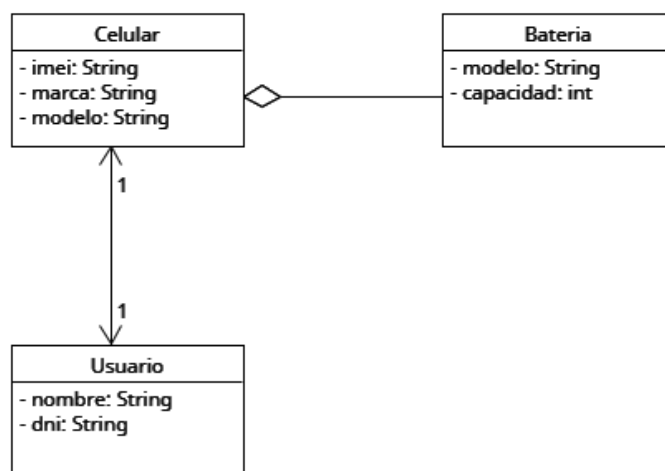 Celular
- imei: String
- marca: String
- modelo: String
Bateria
- modelo: String
- capacidad: int
1
1
Usuario
- nombre: String
- dni: String